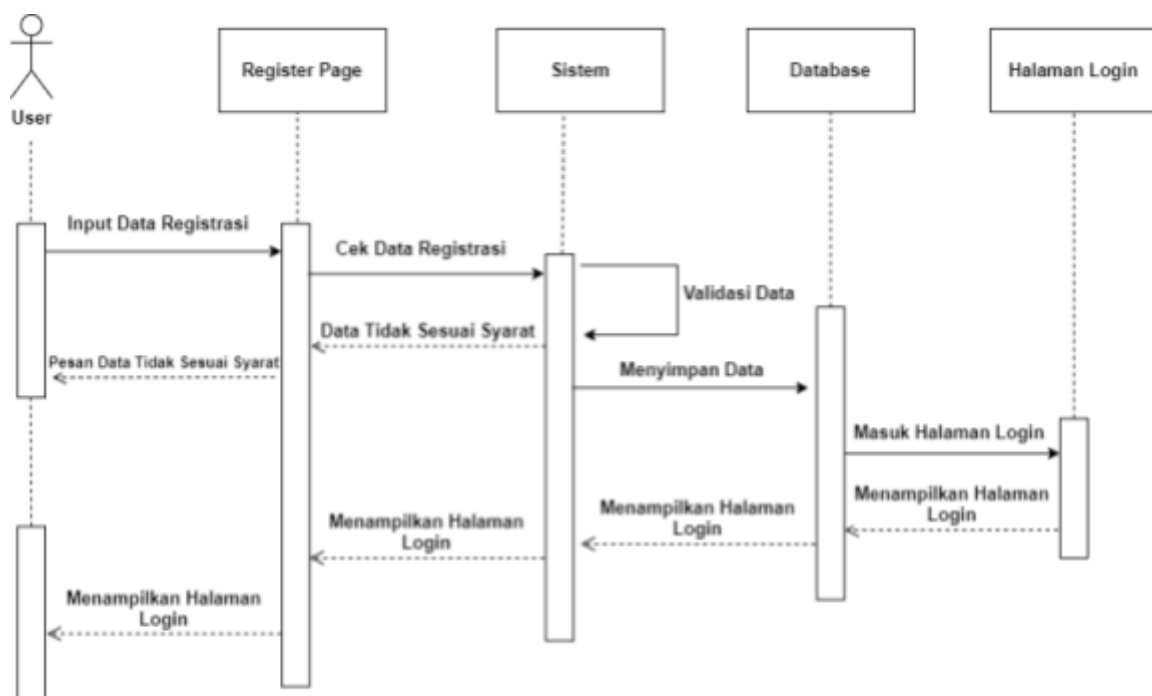 Register Page
Sistem
Database
Halaman Login
User
Input Data Registrasi
Cek Data Registrasi
Validasi Data
Data Tidak Sesuai Syarat
Pesan Data Tidak Sesuai Syarat
Menyimpan Data
Masuk Halaman Login
Menampilkan Halaman
Login
Menampilkan Halaman
Login
Menampilkan Halaman
Login
Menampilkan Halaman
Login